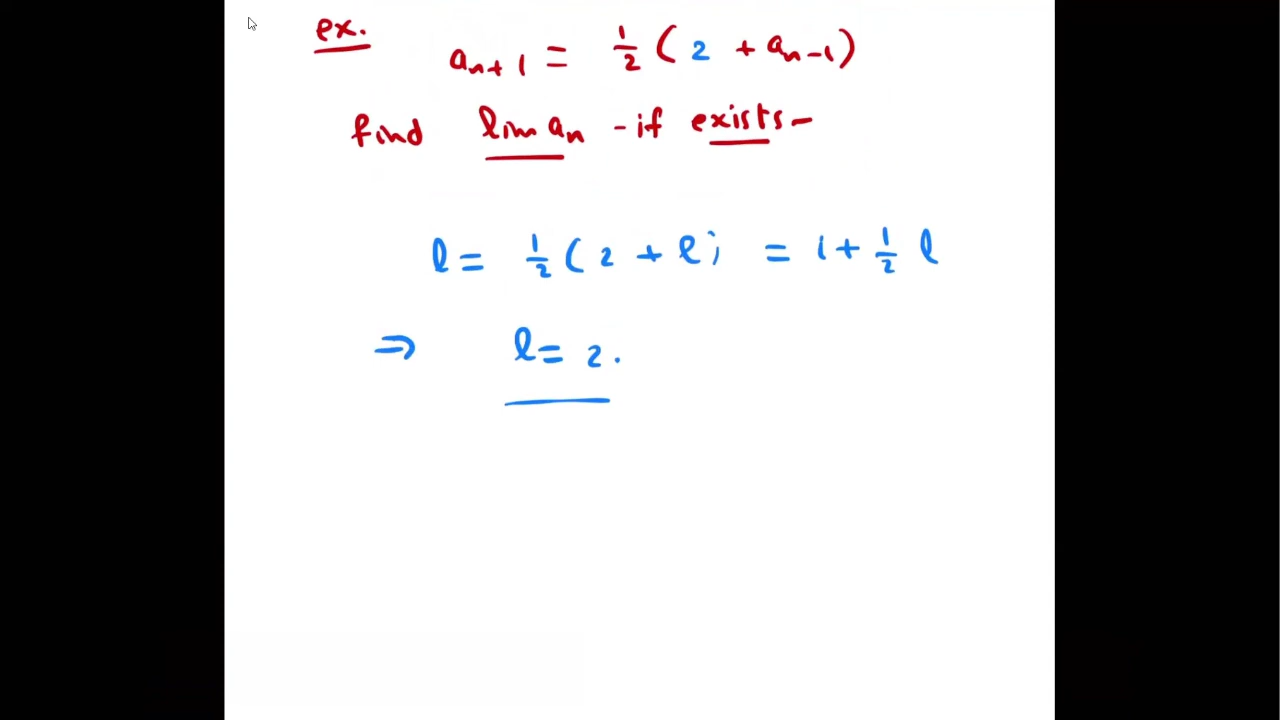 ex.
aₙ₊₁ = ½ ( 2 + aₙ₋₁ )
find lim aₙ - if exists -
l = ½ ( 2 + l ) = 1 + ½ l
⇒ l = 2.